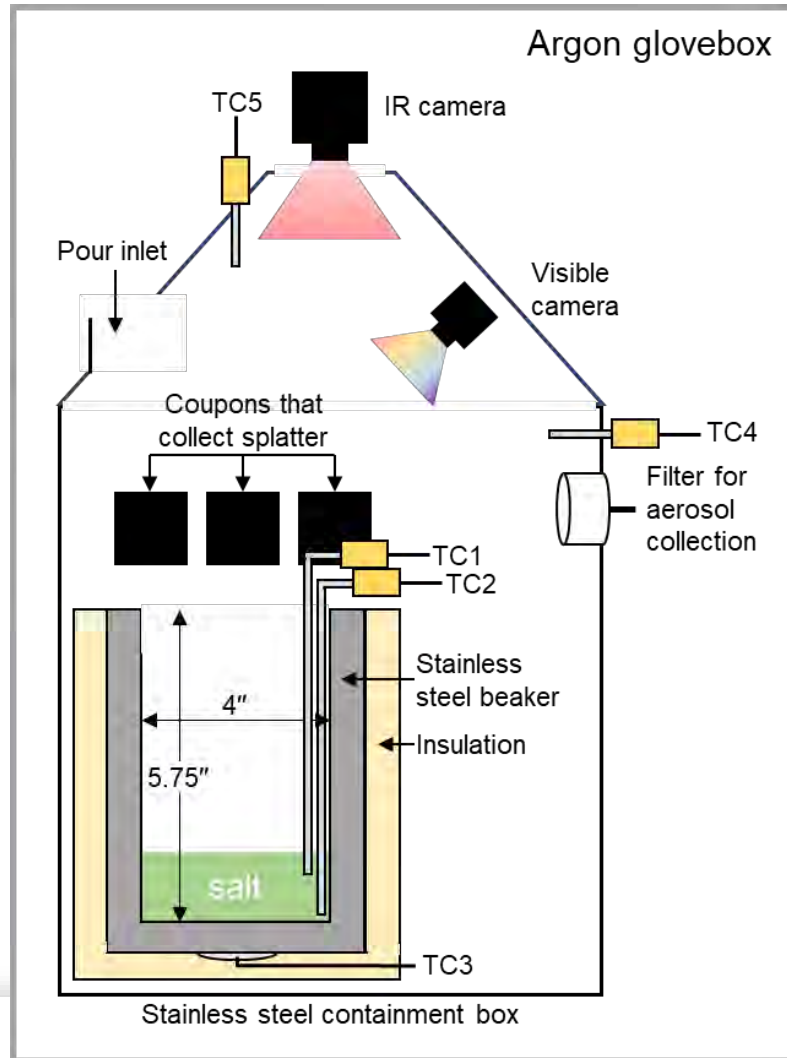 Argon glovebox
TC5
IR camera
Pour inlet
Visible
camera
Coupons that
collect splatter
TC4
Filter for
aerosol
collection
TC1
TC2
Stainless
steel beaker
4″
Insulation
5.75″
salt
TC3
Stainless steel containment box